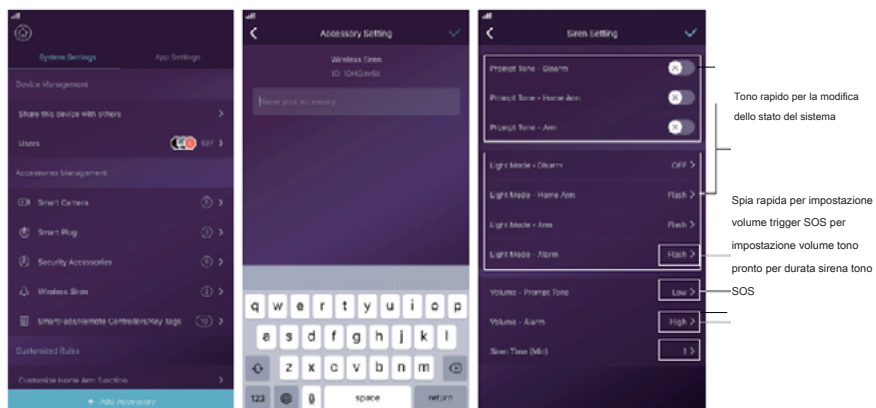 System Settings
App Settings
Device Management
Share this device with others
Users
Accessories Management
Smart Camera
Smart Plug
Security Accessories
Wireless Siren
SmartTabs/Remote Controllers/Key Tags
10
Customized Rules
Customize Home Arm function
+ Add Accessory
Accessory Setting
Wireless Siren
Name your accessory
q w e r t y u i o p
a s d f g h j k l
z x c v b n m
123 space return
Siren Setting
Prompt Tone - Disarm
Prompt Tone - Home Arm
Prompt Tone - Arm
Light Mode - Disarm OFF >
Light Mode - Home Arm Flash >
Light Mode - Arm Flash >
Light Mode - Alarm Flash >
Volume - Prompt Tone Low >
Volume - Alarm High >
Siren Time (Min) 1 >
Tono rapido per la modifica
dello stato del sistema
Spia rapida per impostazione
volume trigger SOS per
impostazione volume tono
pronto per durata sirena tono
SOS